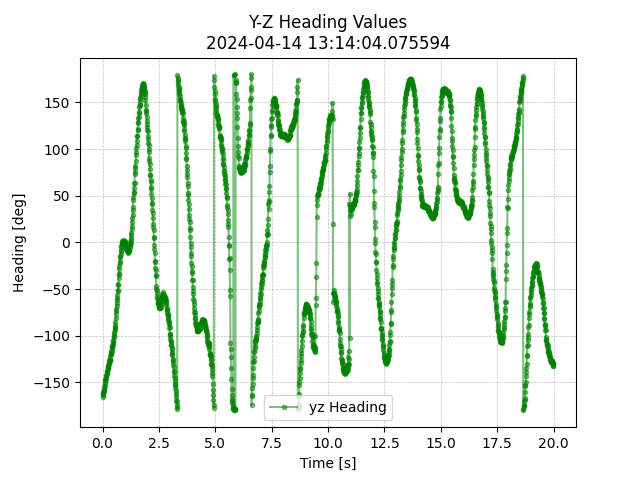 Y-Z Heading Values
2024-04-14 13:14:04.075594
150
100
50
0
−50
−100
−150
Heading [deg]
yz Heading
0.0 2.5 5.0 7.5 10.0 12.5 15.0 17.5 20.0
Time [s]